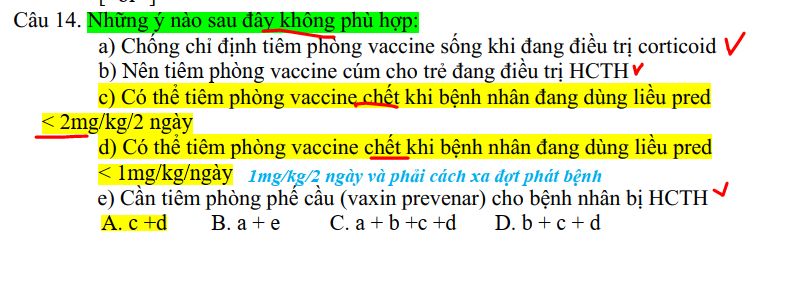 Câu 14. Những ý nào sau đây không phù hợp:
a) Chống chỉ định tiêm phòng vaccine sống khi đang điều trị corticoid
b) Nên tiêm phòng vaccine cúm cho trẻ đang điều trị HCTH
c) Có thể tiêm phòng vaccine chết khi bệnh nhân đang dùng liều pred
< 2mg/kg/2 ngày
d) Có thể tiêm phòng vaccine chết khi bệnh nhân đang dùng liều pred
< 1mg/kg/ngày 1mg/kg/2 ngày và phải cách xa đợt phát bệnh
e) Cần tiêm phòng phế cầu (vaxin prevenar) cho bệnh nhân bị HCTH
A. c +d B. a + e C. a + b +c +d D. b + c + d